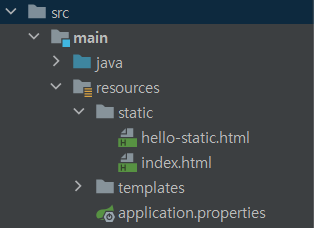 src
main
java
resources
static
hello-static.html
index.html
templates
application.properties